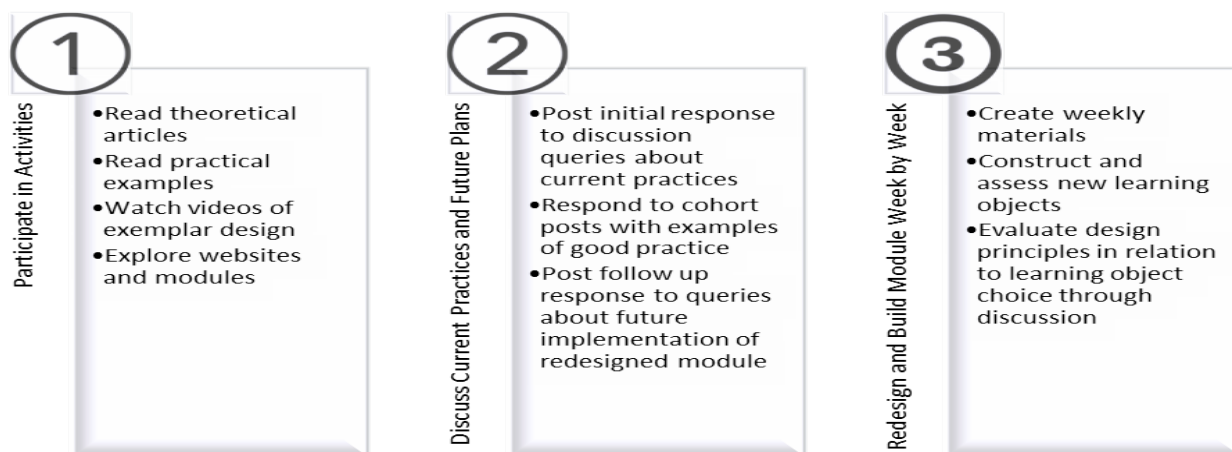 1
Participate in Activities
•Read theoretical
articles
•Read practical
examples
•Watch videos of
exemplar design
•Explore websites
and modules
2
Discuss Current Practices and Future Plans
•Post initial response
to discussion
queries about
current practices
•Respond to cohort
posts with examples
of good practice
•Post follow up
response to queries
about future
implementation of
redesigned module
3
Redesign and Build Module Week by Week
•Create weekly
materials
•Construct and
assess new learning
objects
•Evaluate design
principles in relation
to learning object
choice through
discussion